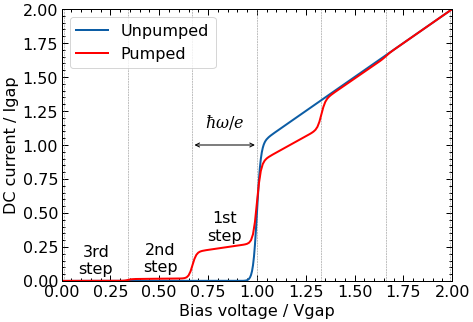 Unpumped
Pumped
ħω/e
1st
step
2nd
step
3rd
step
2.00
1.75
1.50
1.25
1.00
0.75
0.50
0.25
0.00
DC current / Igap
0.00 0.25 0.50 0.75 1.00 1.25 1.50 1.75 2.00
Bias voltage / Vgap